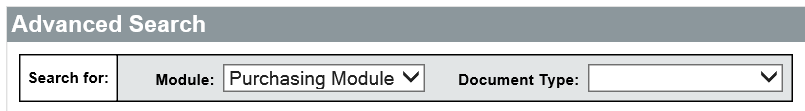 Advanced Search
Search for: Module: Purchasing Module Document Type: